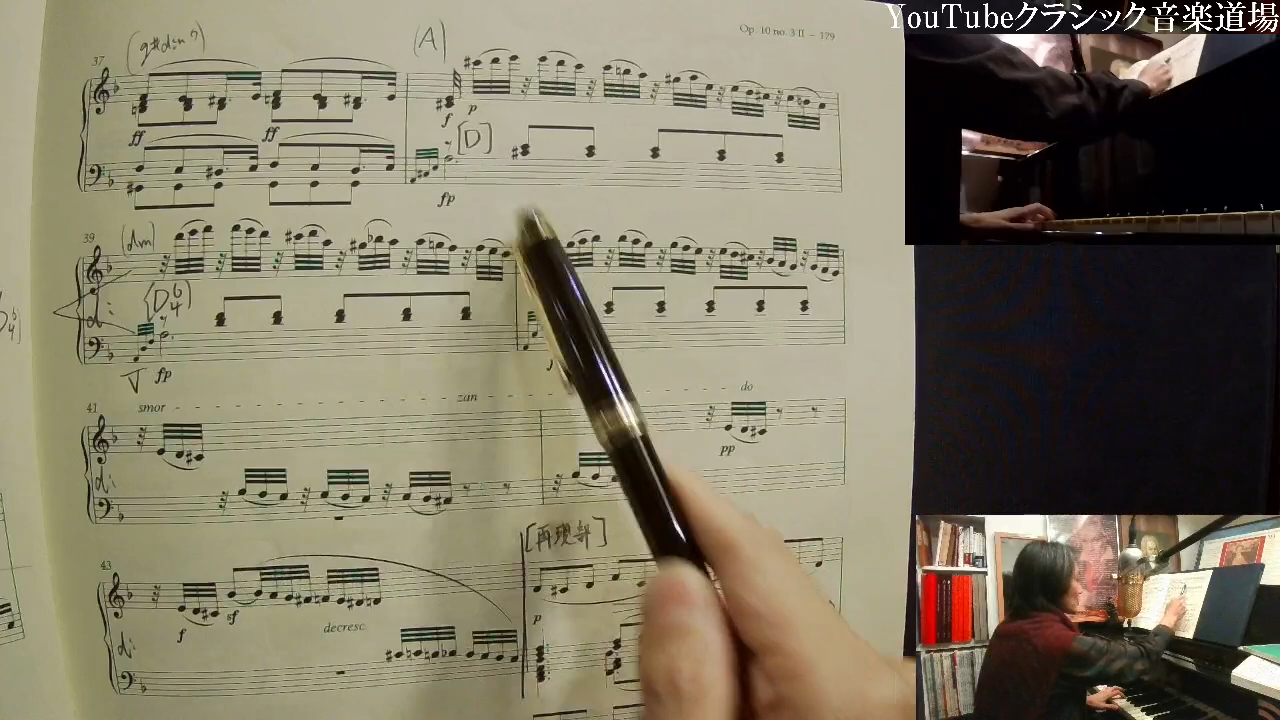 YouTubeクラシック音楽道場
Op. 10 no. 3 II – 179
(g#dim7)
(A)
37
ff
ff
f
p
[D]
fp
39
(dm)
(D6 4)
d:
V
fp
41
smor
zan
do
d:
pp
43
[再現部]
f
sf
p
decresc.
d: